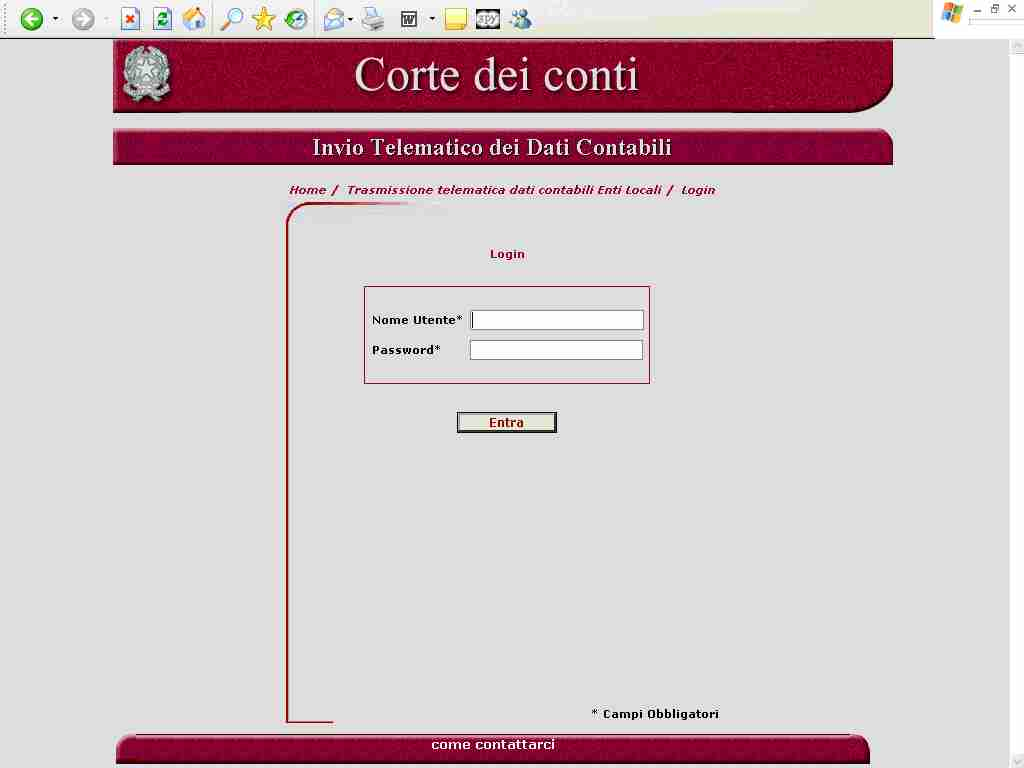 W
SPY
Corte dei conti
Invio Telematico dei Dati Contabili
Home / Trasmissione telematica dati contabili Enti Locali / Login
Login
Nome Utente*
Password*
Entra
* Campi Obbligatori
come contattarci